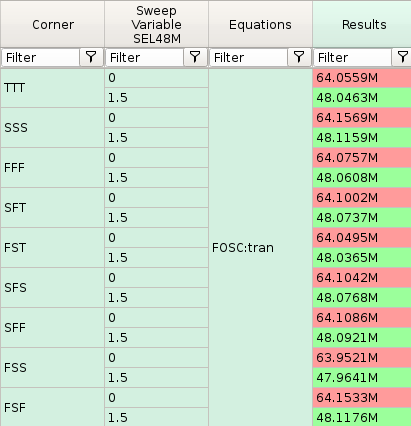 Corner Sweep Variable SEL48M Equations Results
Filter Filter Filter Filter
TTT 0 FOSC:tran 64.0559M
1.5 48.0463M
SSS 0 64.1569M
1.5 48.1159M
FFF 0 64.0757M
1.5 48.0608M
SFT 0 64.1002M
1.5 48.0737M
FST 0 64.0495M
1.5 48.0365M
SFS 0 64.1042M
1.5 48.0768M
SFF 0 64.1086M
1.5 48.0921M
FSS 0 63.9521M
1.5 47.9641M
FSF 0 64.1533M
1.5 48.1176M